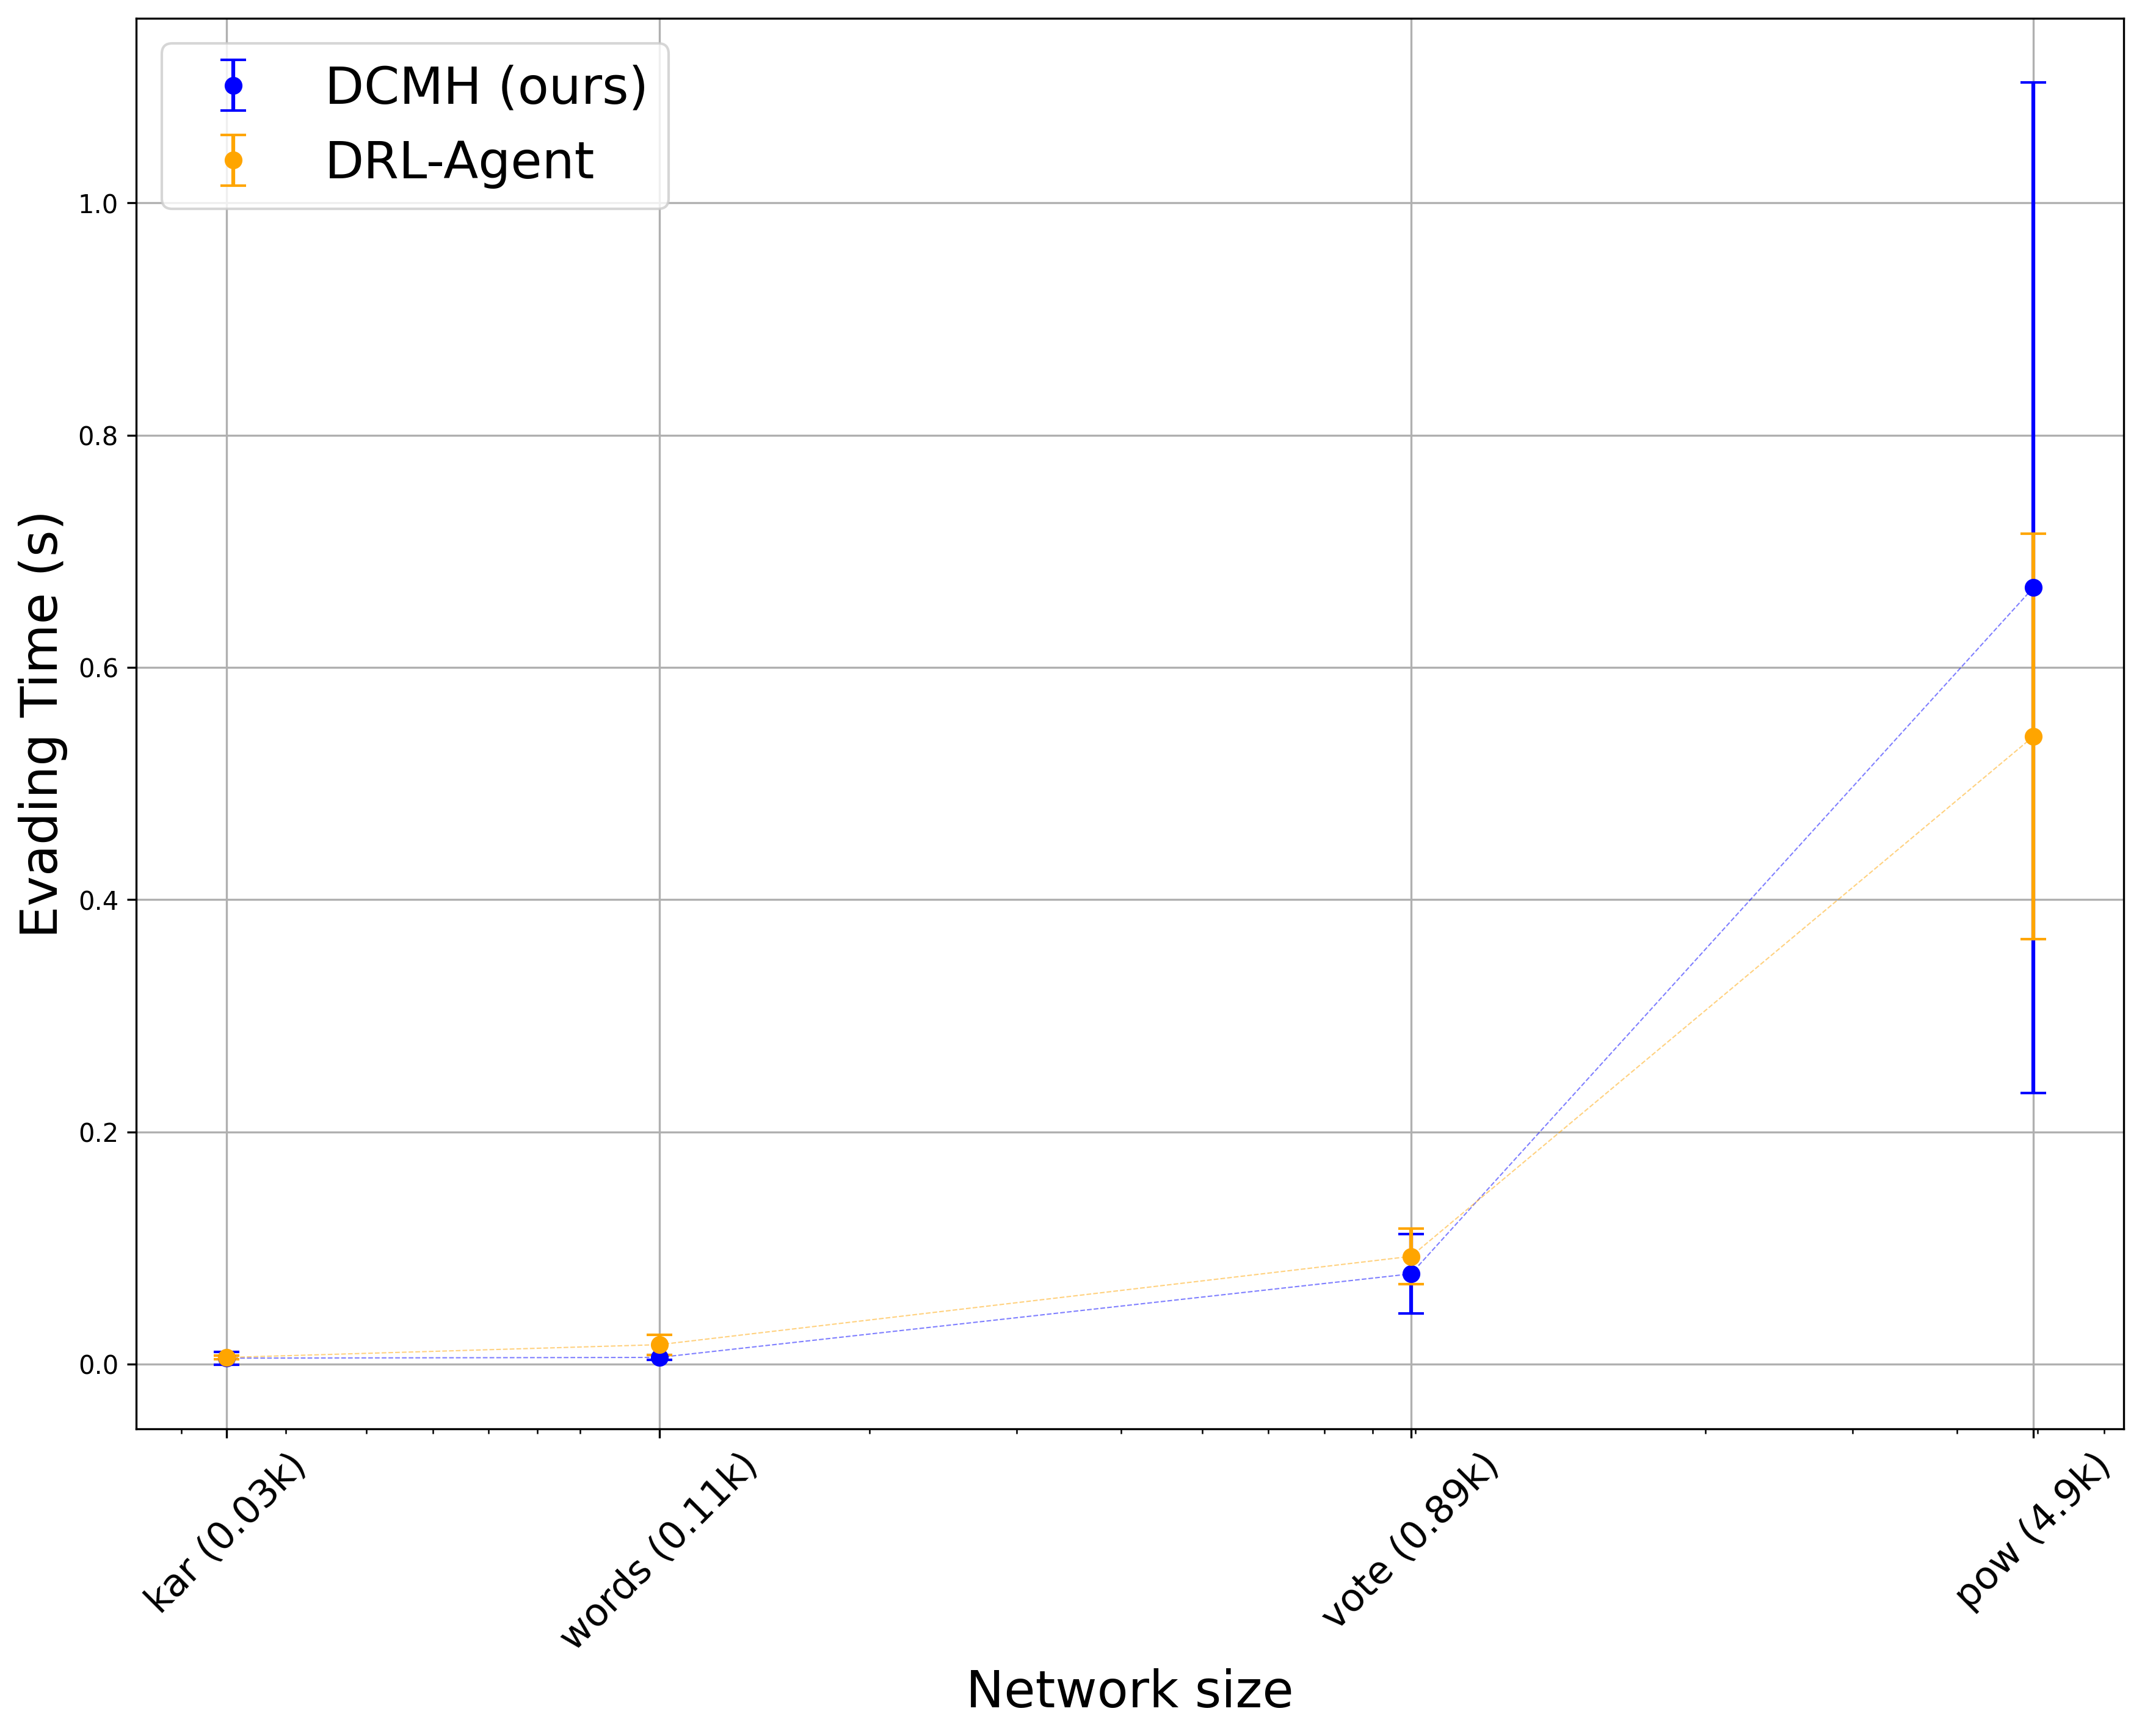 DCMH (ours)
DRL-Agent
Evading Time (s)
1.0
0.8
0.6
0.4
0.2
0.0
kar (0.03k)
words (0.11k)
vote (0.89k)
pow (4.9k)
Network size